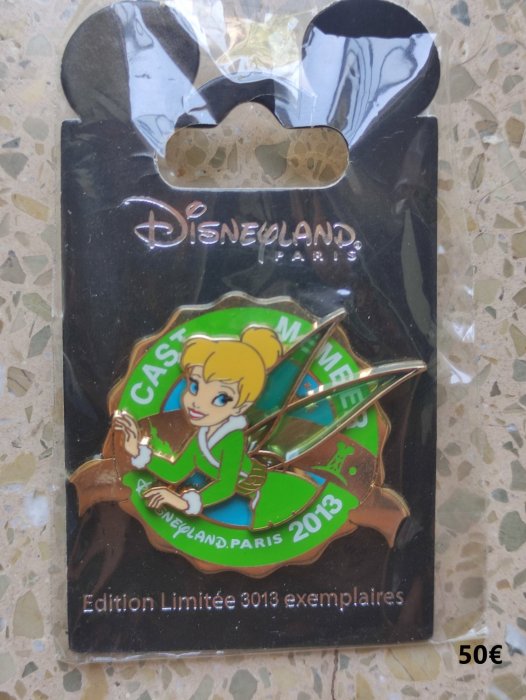 Disneyland
PARIS
CAST MEMBER
Disneyland PARIS 2013
Edition Limitée 3013 exemplaires
50€